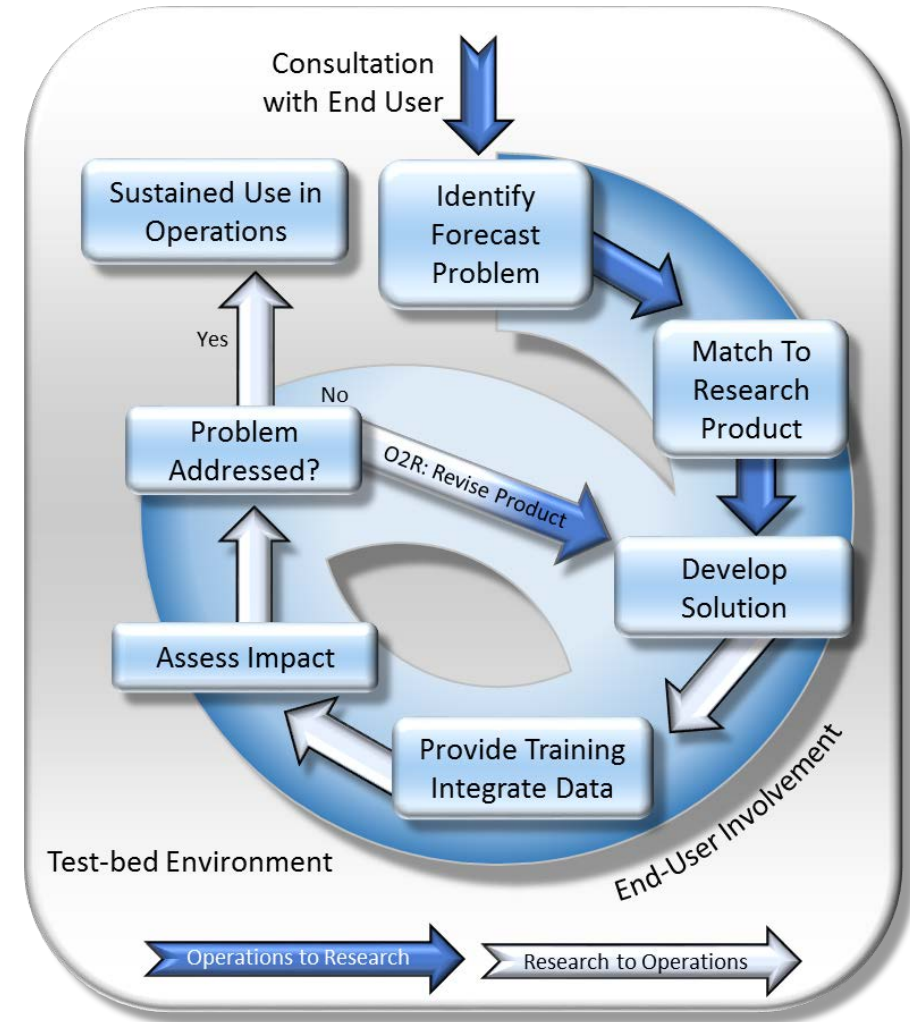 Consultation
with End User
Sustained Use in
Operations
Identify
Forecast
Problem
Yes
Match To
Research
Product
No
Problem
Addressed?
O2R: Revise Product
Develop
Solution
Assess Impact
Provide Training
Integrate Data
End-User Involvement
Test-bed Environment
Operations to Research
Research to Operations